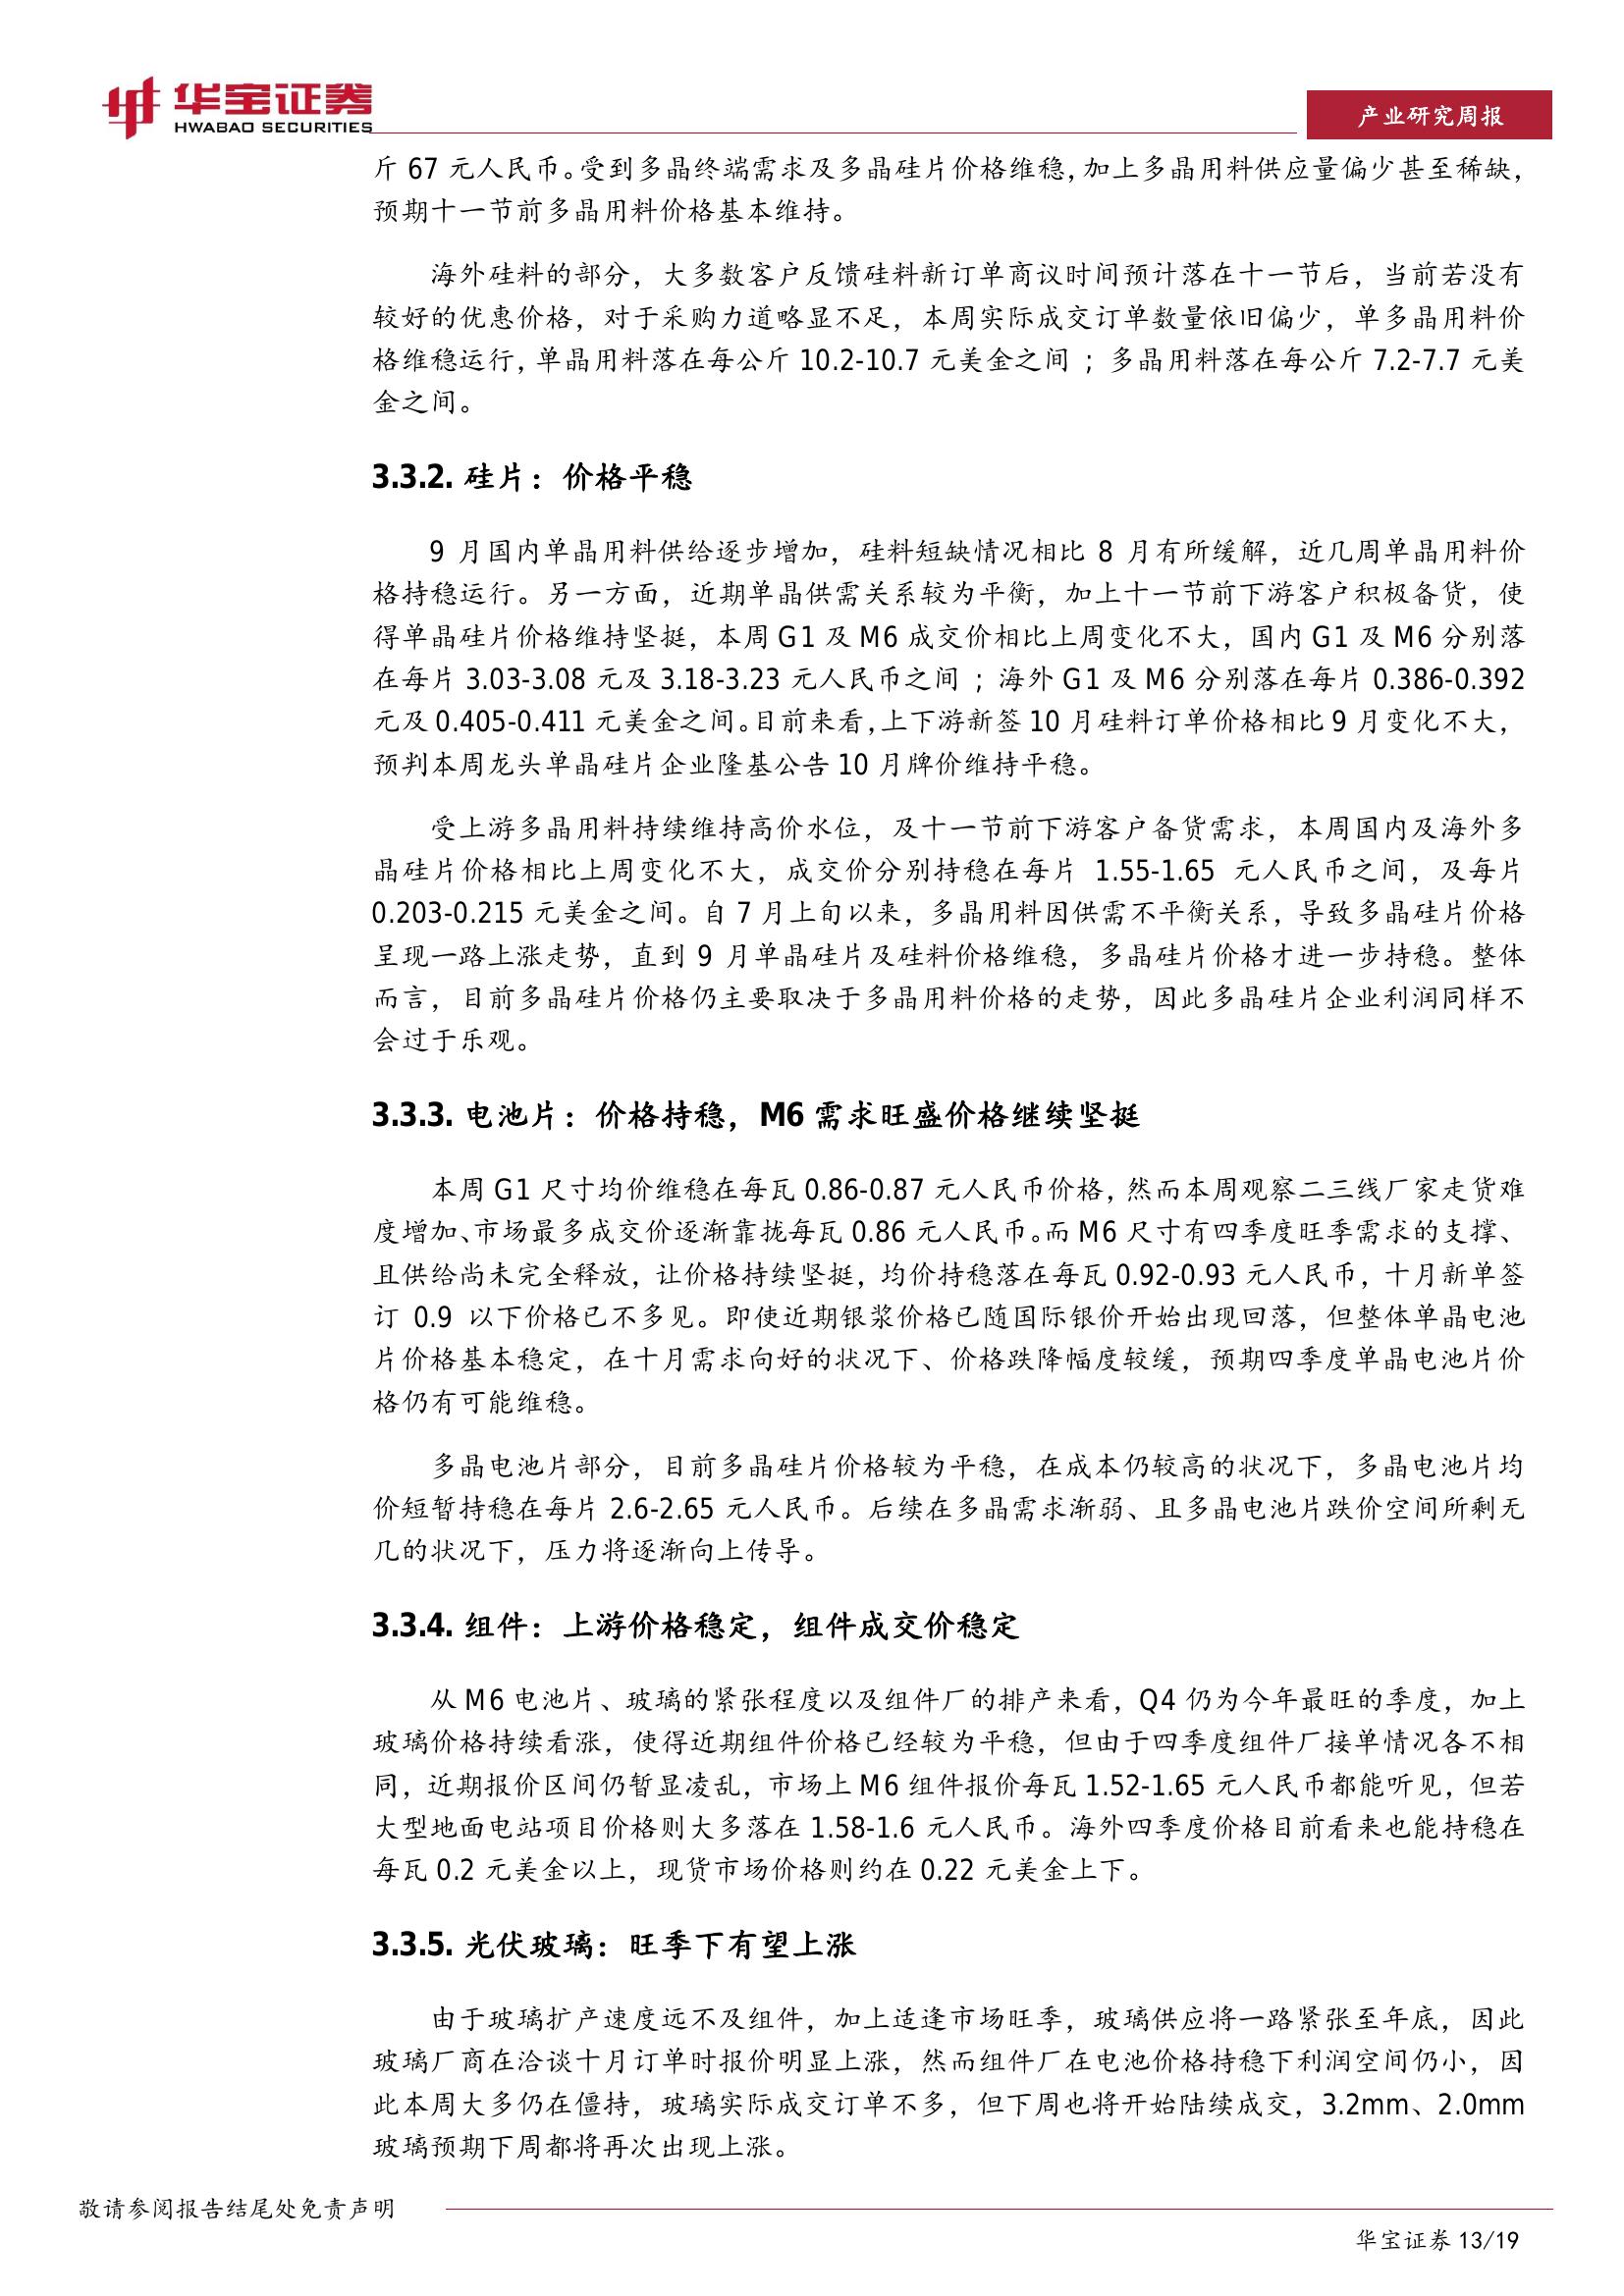 华宝证券
HWABAO SECURITIES
产业研究周报
斤 67 元人民币。受到多晶终端需求及多晶硅片价格维稳，加上多晶用料供应量偏少甚至稀缺，
预期十一节前多晶用料价格基本维持。
海外硅料的部分，大多数客户反馈硅料新订单商议时间预计落在十一节后，当前若没有
较好的优惠价格，对于采购力道略显不足，本周实际成交订单数量依旧偏少，单多晶用料价
格维稳运行，单晶用料落在每公斤 10.2-10.7 元美金之间 ；多晶用料落在每公斤 7.2-7.7 元美
金之间。
3.3.2. 硅片：价格平稳
9 月国内单晶用料供给逐步增加，硅料短缺情况相比 8 月有所缓解，近几周单晶用料价
格持稳运行。另一方面，近期单晶供需关系较为平衡，加上十一节前下游客户积极备货，使
得单晶硅片价格维持坚挺，本周 G1 及 M6 成交价相比上周变化不大，国内 G1 及 M6 分别落
在每片 3.03-3.08 元及 3.18-3.23 元人民币之间 ；海外 G1 及 M6 分别落在每片 0.386-0.392
元及 0.405-0.411 元美金之间。目前来看，上下游新签 10 月硅料订单价格相比 9 月变化不大，
预判本周龙头单晶硅片企业隆基公告 10 月牌价维持平稳。
受上游多晶用料持续维持高价水位，及十一节前下游客户备货需求，本周国内及海外多
晶硅片价格相比上周变化不大，成交价分别持稳在每片 1.55-1.65 元人民币之间，及每片
0.203-0.215 元美金之间。自 7 月上旬以来，多晶用料因供需不平衡关系，导致多晶硅片价格
呈现一路上涨走势，直到 9 月单晶硅片及硅料价格维稳，多晶硅片价格才进一步持稳。整体
而言，目前多晶硅片价格仍主要取决于多晶用料价格的走势，因此多晶硅片企业利润同样不
会过于乐观。
3.3.3. 电池片：价格持稳，M6 需求旺盛价格继续坚挺
本周 G1 尺寸均价维稳在每瓦 0.86-0.87 元人民币价格，然而本周观察二三线厂家走货难
度增加、市场最多成交价逐渐靠拢每瓦 0.86 元人民币。而 M6 尺寸有四季度旺季需求的支撑、
且供给尚未完全释放，让价格持续坚挺，均价持稳落在每瓦 0.92-0.93 元人民币，十月新单签
订 0.9 以下价格已不多见。即使近期银浆价格已随国际银价开始出现回落，但整体单晶电池
片价格基本稳定，在十月需求向好的状况下、价格跌降幅度较缓，预期四季度单晶电池片价
格仍有可能维稳。
多晶电池片部分，目前多晶硅片价格较为平稳，在成本仍较高的状况下，多晶电池片均
价短暂持稳在每片 2.6-2.65 元人民币。后续在多晶需求渐弱、且多晶电池片跌价空间所剩无
几的状况下，压力将逐渐向上传导。
3.3.4. 组件：上游价格稳定，组件成交价稳定
从 M6 电池片、玻璃的紧张程度以及组件厂的排产来看，Q4 仍为今年最旺的季度，加上
玻璃价格持续看涨，使得近期组件价格已经较为平稳，但由于四季度组件厂接单情况各不相
同，近期报价区间仍暂显凌乱，市场上 M6 组件报价每瓦 1.52-1.65 元人民币都能听见，但若
大型地面电站项目价格则大多落在 1.58-1.6 元人民币。海外四季度价格目前看来也能持稳在
每瓦 0.2 元美金以上，现货市场价格则约在 0.22 元美金上下。
3.3.5. 光伏玻璃：旺季下有望上涨
由于玻璃扩产速度远不及组件，加上适逢市场旺季，玻璃供应将一路紧张至年底，因此
玻璃厂商在洽谈十月订单时报价明显上涨，然而组件厂在电池价格持稳下利润空间仍小，因
此本周大多仍在僵持，玻璃实际成交订单不多，但下周也将开始陆续成交，3.2mm、2.0mm
玻璃预期下周都将再次出现上涨。
敬请参阅报告结尾处免责声明
华宝证券 13/19